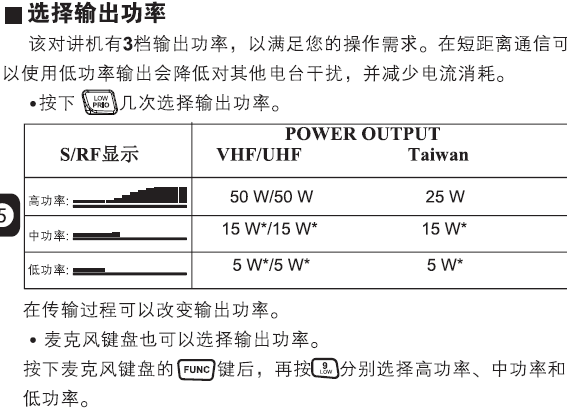 ■选择输出功率
该对讲机有3档输出功率，以满足您的操作需求。在短距离通信可
以使用低功率输出会降低对其他电台干扰，并减少电流消耗。
•按下 LOW PRIO 几次选择输出功率。
POWER OUTPUT
S/RF显示 VHF/UHF Taiwan
高功率: 50 W/50 W 25 W
5
中功率: 15 W*/15 W* 15 W*
低功率: 5 W*/5 W* 5 W*
在传输过程可以改变输出功率。
• 麦克风键盘也可以选择输出功率。
按下麦克风键盘的 FUNC 键后，再按 9 LOW 分别选择高功率、中功率和
低功率。